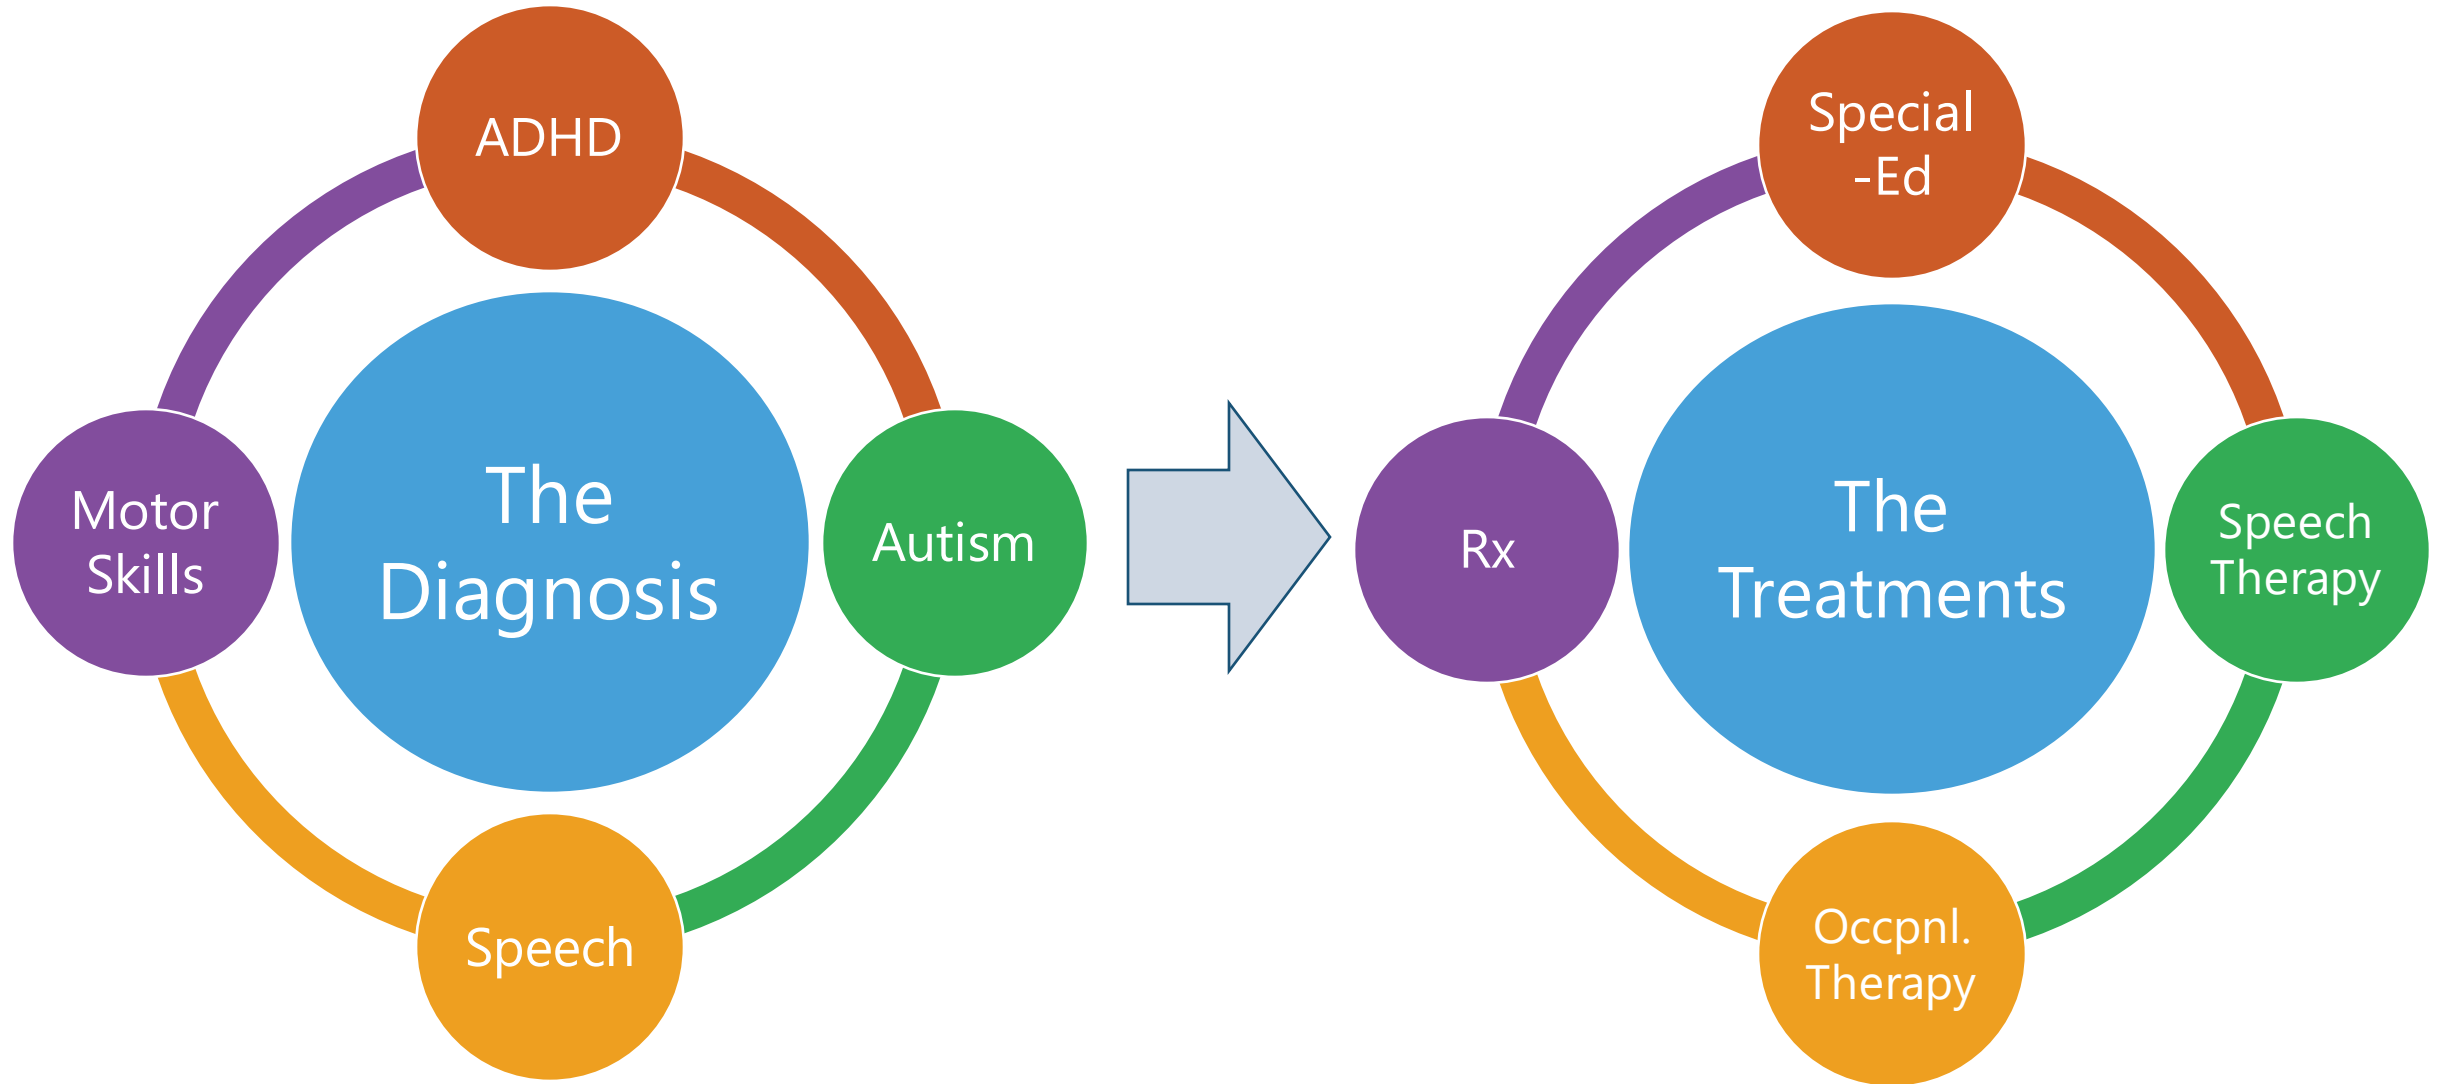 ADHD
Motor
Skills
The
Diagnosis
Autism
Speech
Special
-Ed
Rx
The
Treatments
Speech
Therapy
Occpnl.
Therapy